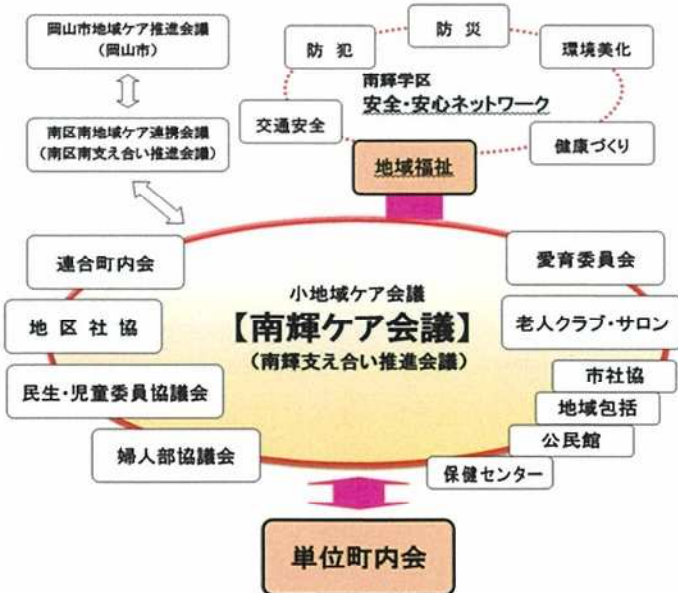 岡山市地域ケア推進会議
(岡山市)
南区南地域ケア連携会議
(南区南支え合い推進会議)
防災
防犯
環境美化
南輝学区
安全・安心ネットワーク
交通安全
健康づくり
地域福祉
連合町内会
愛育委員会
小地域ケア会議
【南輝ケア会議】
(南輝支え合い推進会議)
地区社協
老人クラブ・サロン
民生・児童委員協議会
市社協
地域包括
公民館
婦人部協議会
保健センター
単位町内会